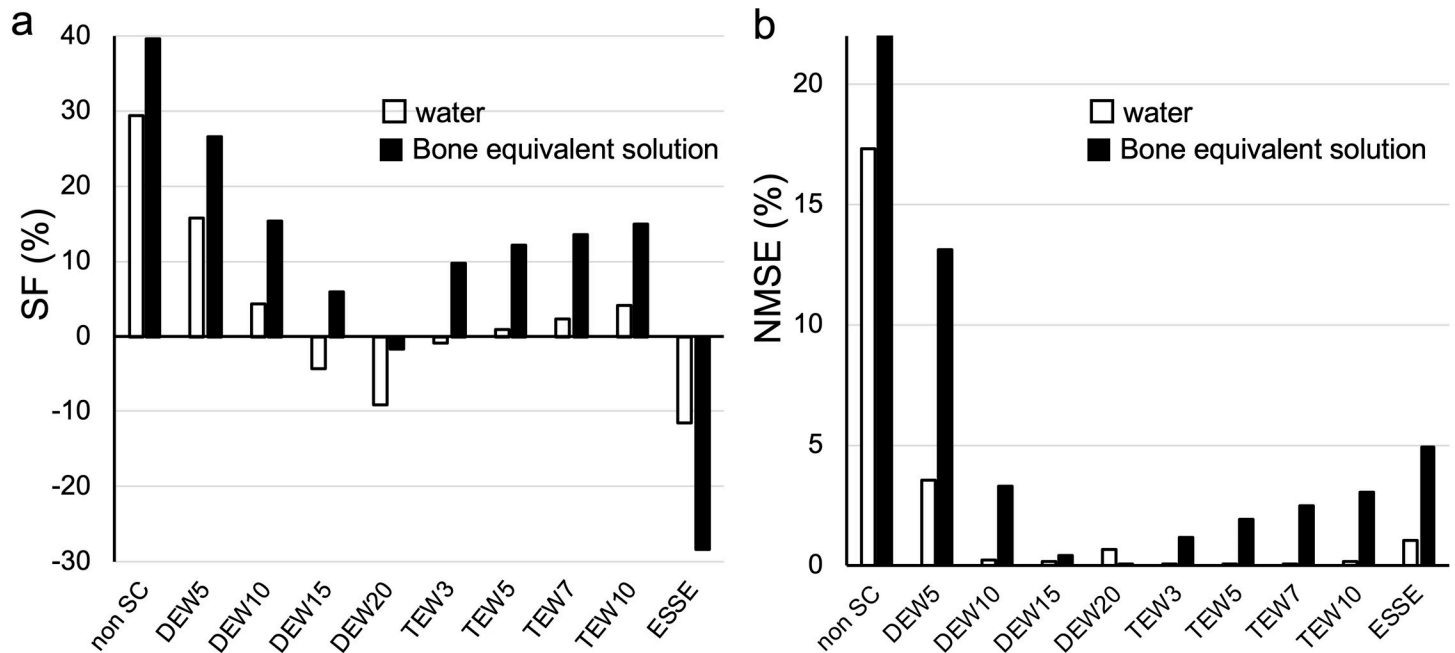 a
SF (%)
40
30
20
10
0
-10
-20
-30
water
Bone equivalent solution
non SC
DEW5
DEW10
DEW15
DEW20
TEW3
TEW5
TEW7
TEW10
ESSE
b
NMSE (%)
20
15
10
5
0
water
Bone equivalent solution
non SC
DEW5
DEW10
DEW15
DEW20
TEW3
TEW5
TEW7
TEW10
ESSE